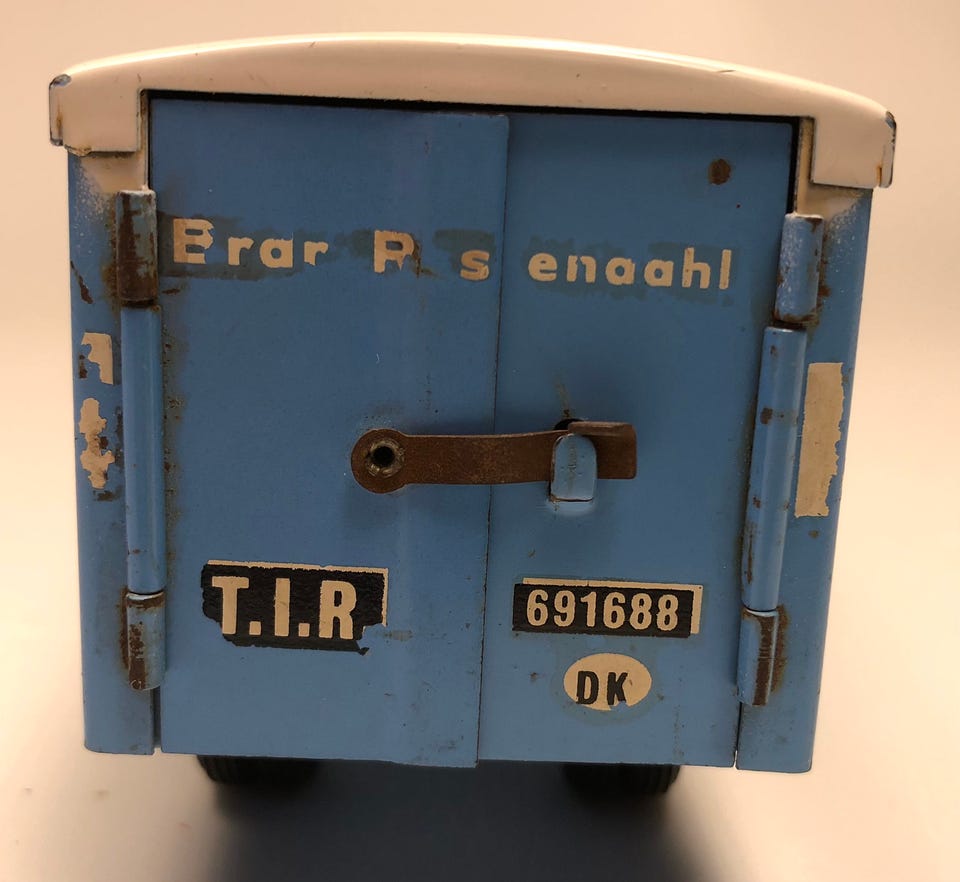 Erar R s enaahl
T.I.R
691688
DK